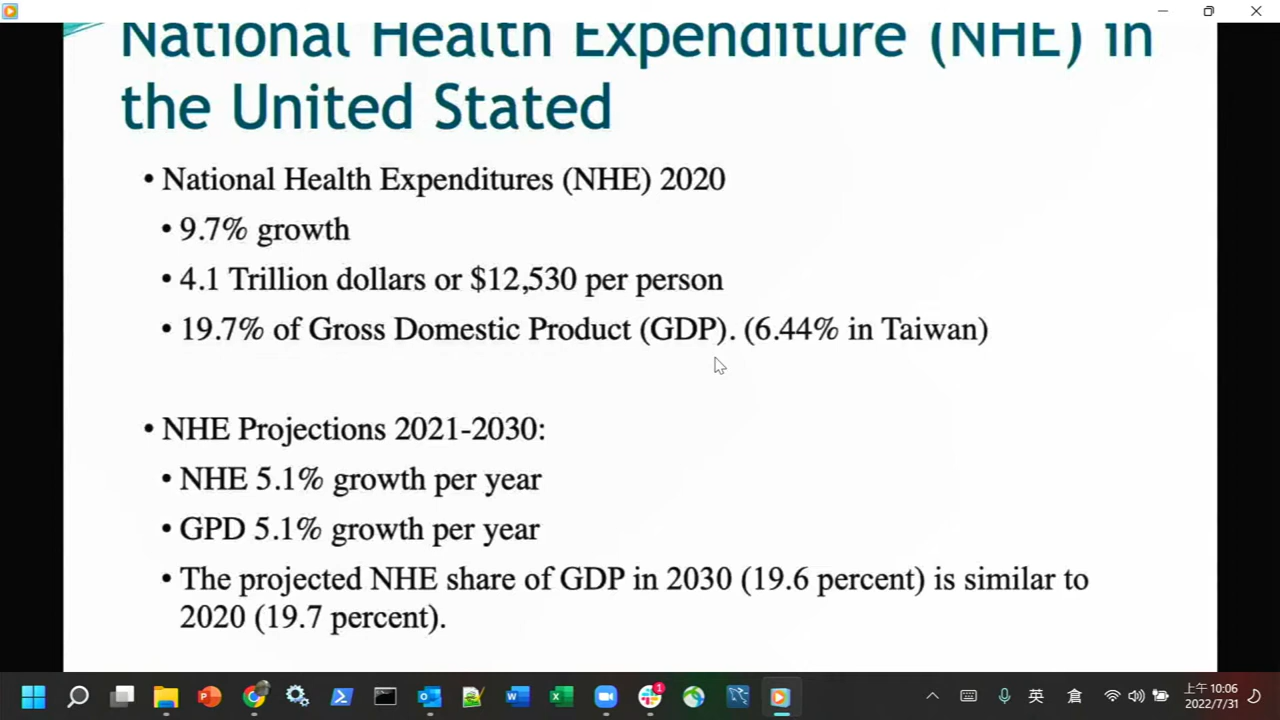 National Health Expenditure (NHE) in
the United Stated
• National Health Expenditures (NHE) 2020
• 9.7% growth
• 4.1 Trillion dollars or $12,530 per person
• 19.7% of Gross Domestic Product (GDP). (6.44% in Taiwan)
• NHE Projections 2021-2030:
• NHE 5.1% growth per year
• GPD 5.1% growth per year
• The projected NHE share of GDP in 2030 (19.6 percent) is similar to
2020 (19.7 percent).
1
英
倉
上午 10:06
2022/7/31